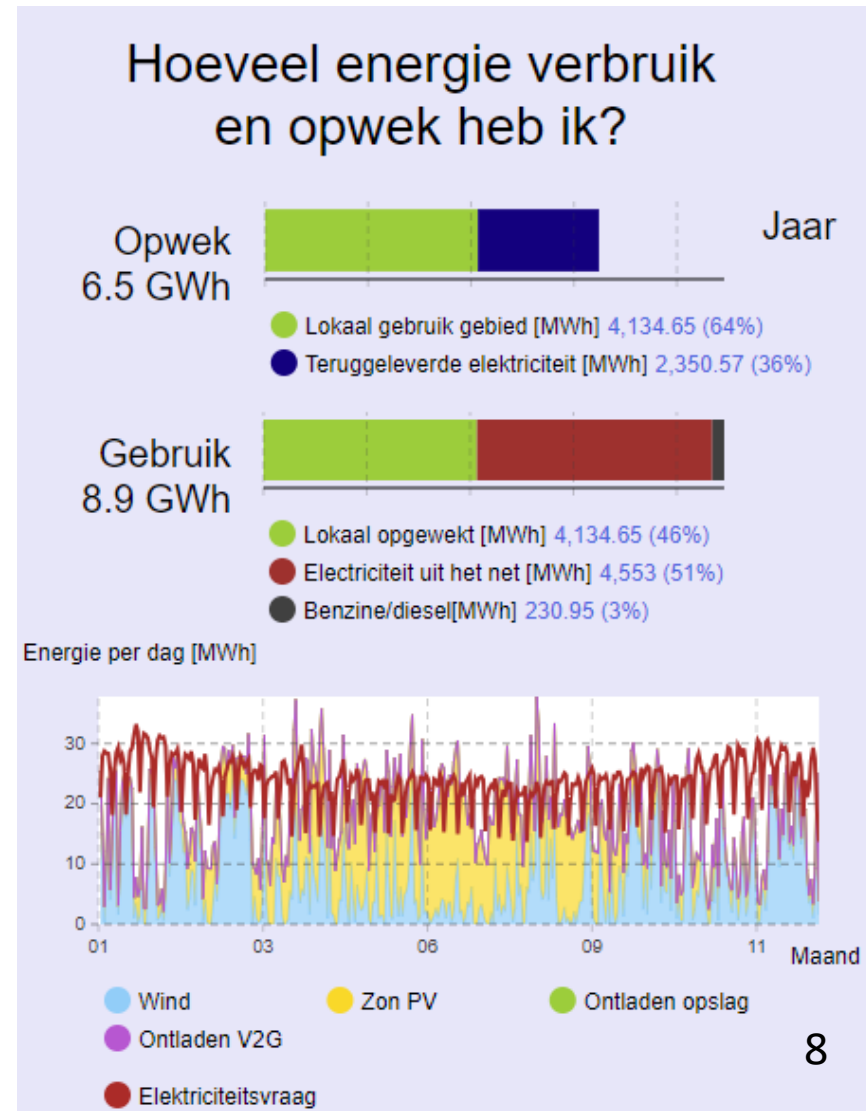 Hoeveel energie verbruik
en opwek heb ik?
Jaar
Opwek
6.5 GWh
Lokaal gebruik gebied [MWh] 4,134.65 (64%)
Teruggeleverde elektriciteit [MWh] 2,350.57 (36%)
Gebruik
8.9 GWh
Lokaal opgewekt [MWh] 4,134.65 (46%)
Electriciteit uit het net [MWh] 4,553 (51%)
Benzine/diesel[MWh] 230.95 (3%)
Energie per dag [MWh]
30
20
10
0
01 03 06 09 11
Maand
Wind Zon PV Ontladen opslag
Ontladen V2G
8
Elektriciteitsvraag